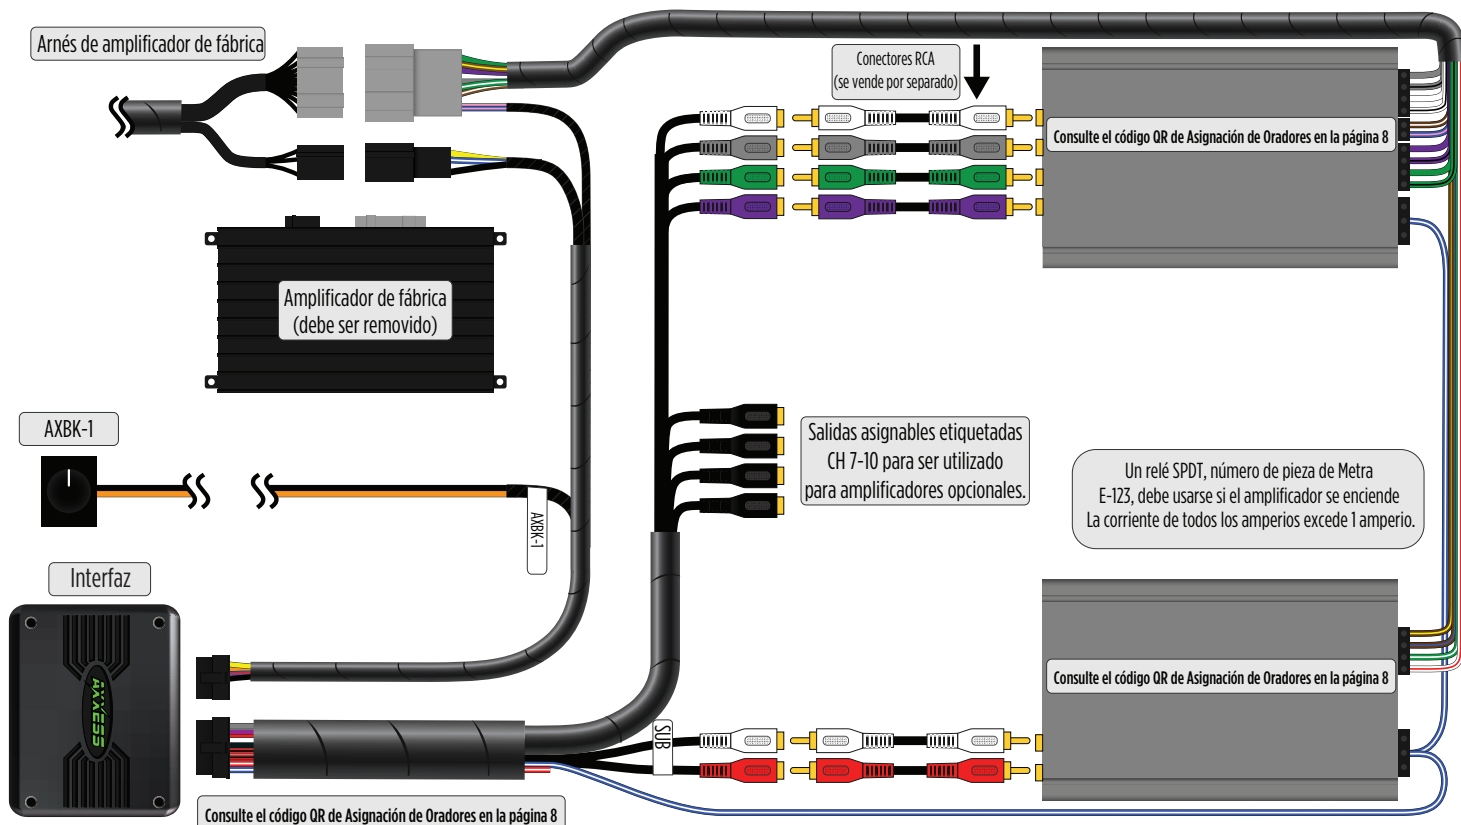 Arnés de amplificador de fábrica
Conectores RCA
(se vende por separado)
Consulte el código QR de Asignación de Oradores en la página 8
Amplificador de fábrica
(debe ser removido)
AXBK-1
AXBK-1
Salidas asignables etiquetadas
CH 7-10 para ser utilizado
para amplificadores opcionales.
Un relé SPDT, número de pieza de Metra
E-123, debe usarse si el amplificador se enciende
La corriente de todos los amperios excede 1 amperio.
Interfaz
AXXESS
Consulte el código QR de Asignación de Oradores en la página 8
SUB
Consulte el código QR de Asignación de Oradores en la página 8